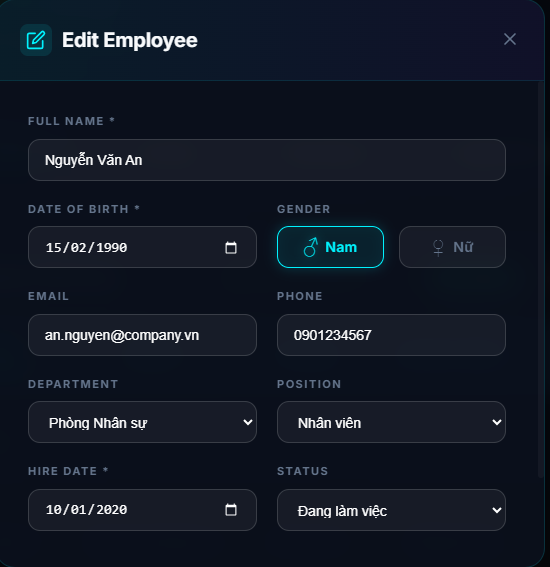 Edit Employee
FULL NAME *
Nguyễn Văn An
DATE OF BIRTH * GENDER
15/02/1990 ♂ Nam ♀ Nữ
EMAIL PHONE
an.nguyen@company.vn 0901234567
DEPARTMENT POSITION
Phòng Nhân sự Nhân viên
HIRE DATE * STATUS
10/01/2020 Đang làm việc